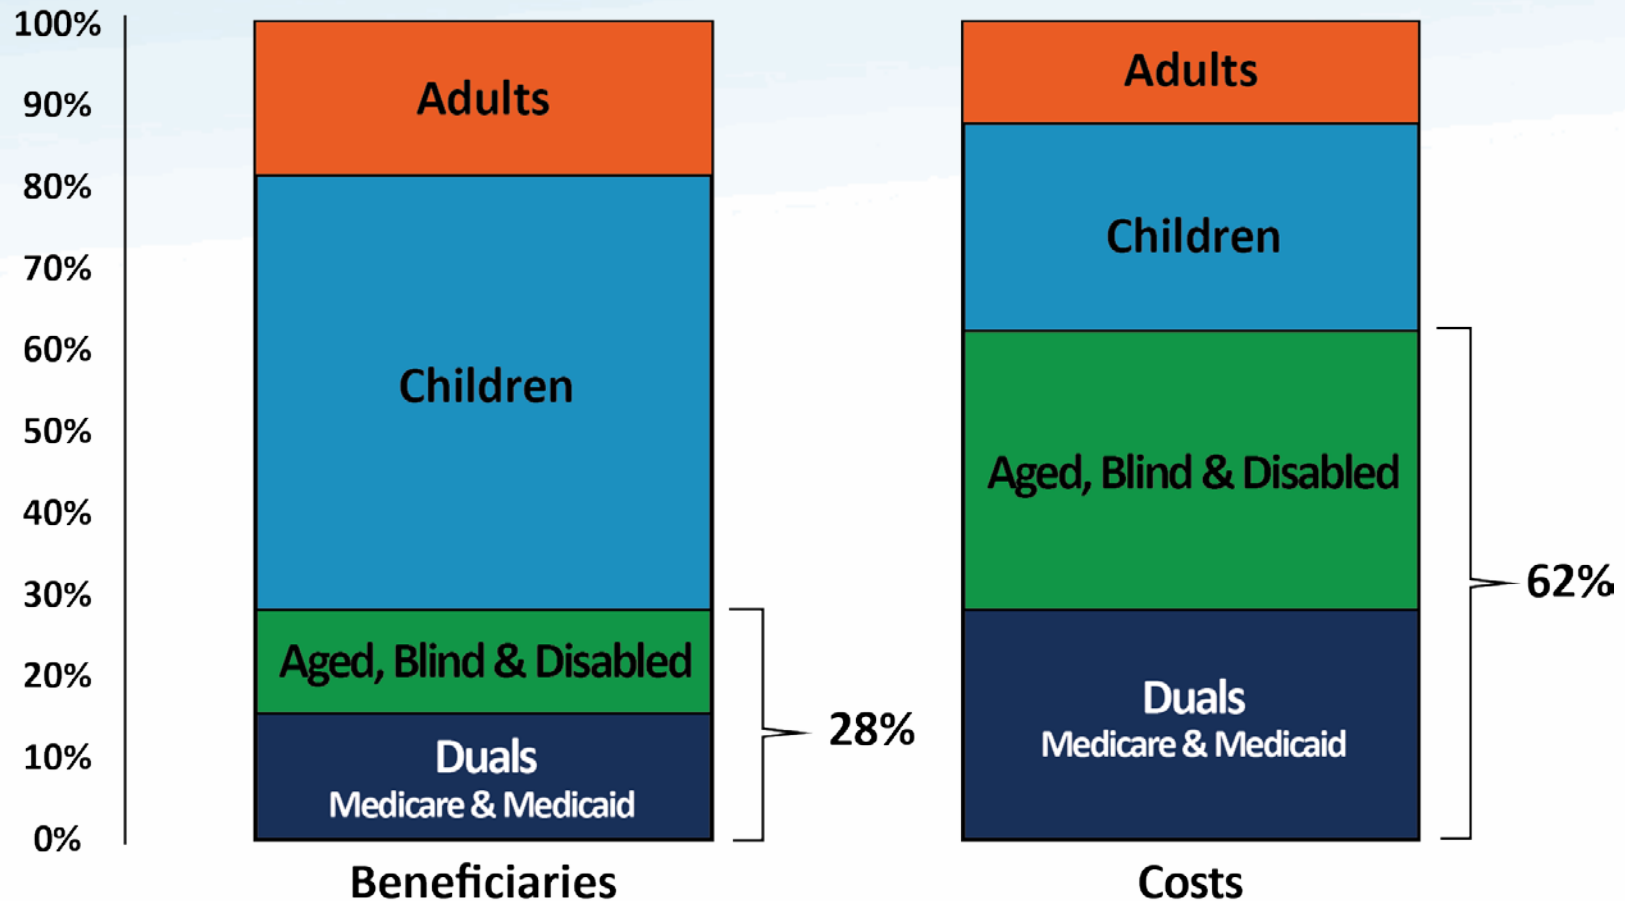 100%
90%
80%
70%
60%
50%
40%
30%
20%
10%
0%
Adults
Children
Aged, Blind & Disabled
Duals
Medicare & Medicaid
28%
Beneficiaries
Adults
Children
Aged, Blind & Disabled
Duals
Medicare & Medicaid
62%
Costs